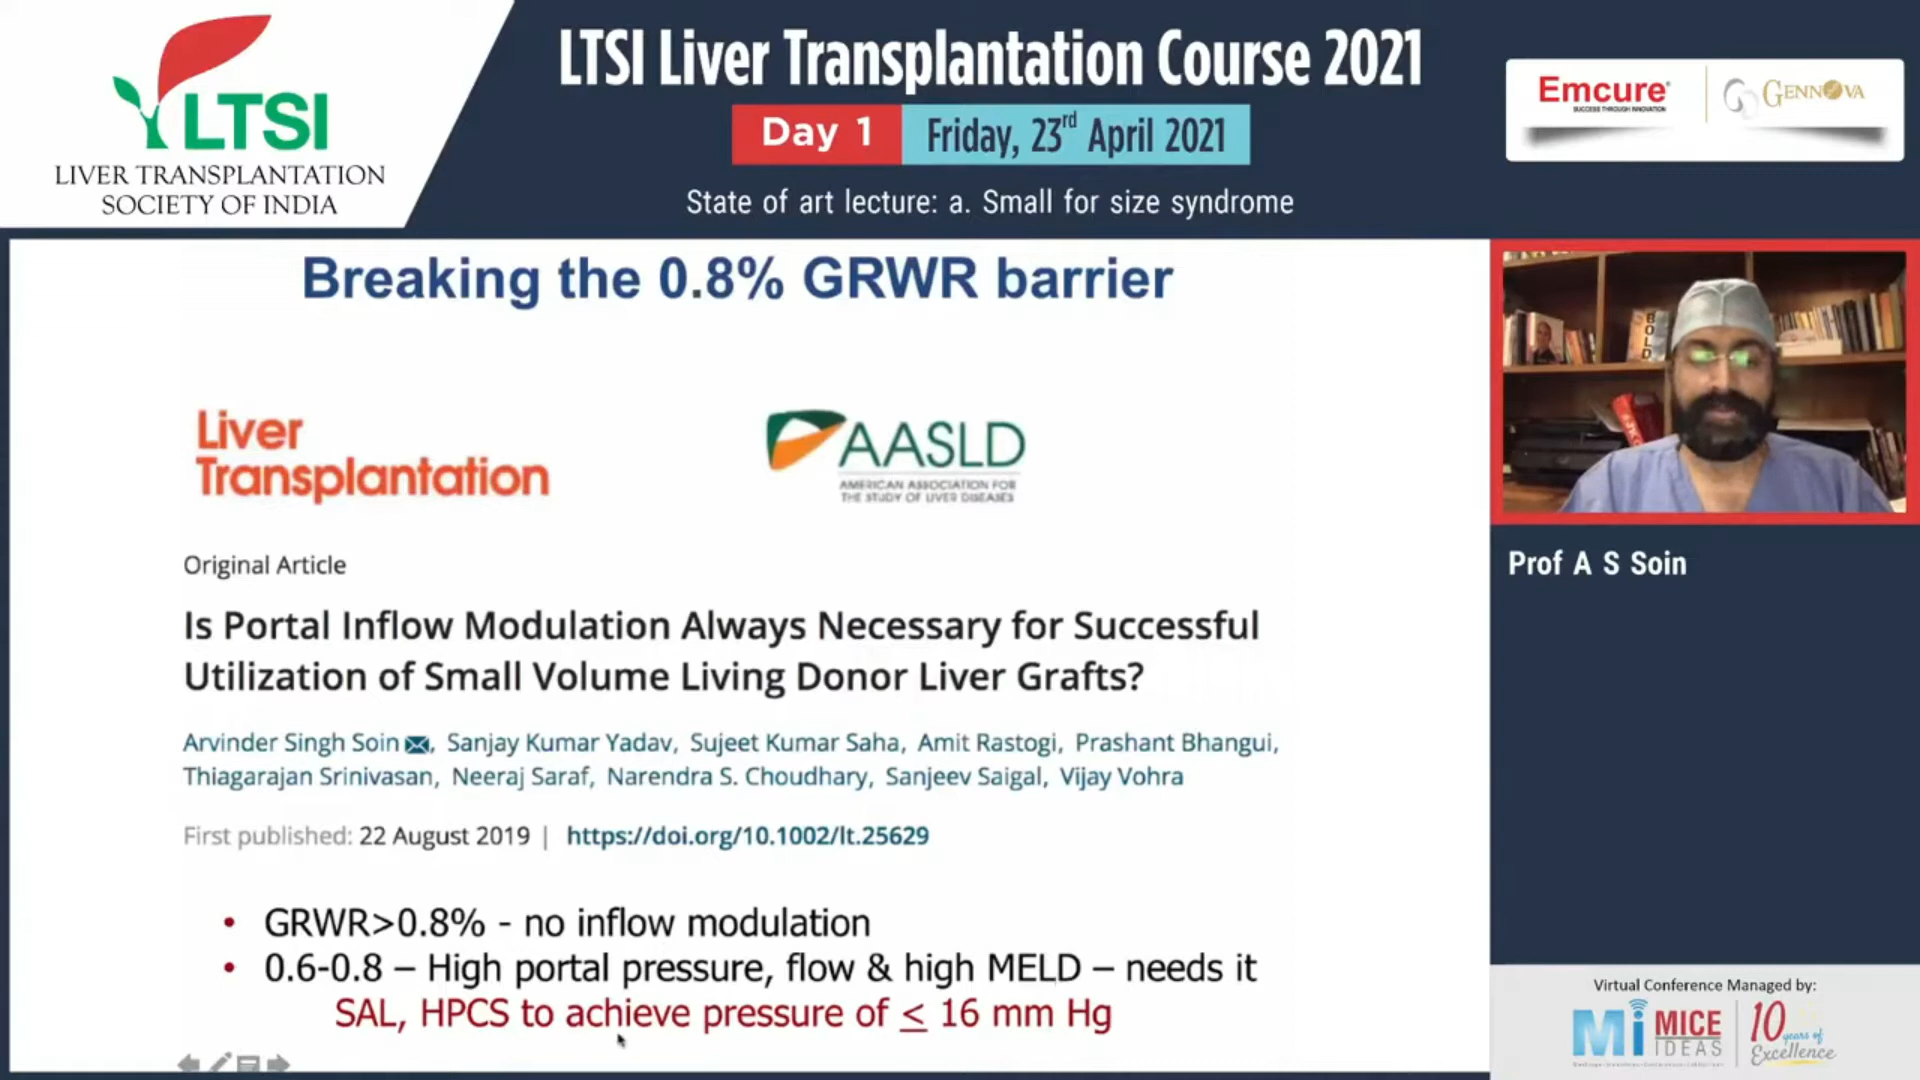 LTSI
LIVER TRANSPLANTATION
SOCIETY OF INDIA
LTSI Liver Transplantation Course 2021
Day 1
Friday, 23rd April 2021
State of art lecture: a. Small for size syndrome
Emcure
SUCCESS THROUGH INNOVATION
GENNOVA
Breaking the 0.8% GRWR barrier
Liver
Transplantation
AASLD
AMERICAN ASSOCIATION FOR
THE STUDY OF LIVER DISEASES
Original Article
Is Portal Inflow Modulation Always Necessary for Successful
Utilization of Small Volume Living Donor Liver Grafts?
Arvinder Singh Soin, Sanjay Kumar Yadav, Sujeet Kumar Saha, Amit Rastogi, Prashant Bhangui,
Thiagarajan Srinivasan, Neeraj Saraf, Narendra S. Choudhary, Sanjeev Saigal, Vijay Vohra
First published: 22 August 2019 | https://doi.org/10.1002/lt.25629
• GRWR>0.8% - no inflow modulation
• 0.6-0.8 – High portal pressure, flow & high MELD – needs it
SAL, HPCS to achieve pressure of ≤ 16 mm Hg
BOLD
Prof A S Soin
Virtual Conference Managed by:
Mi MICE
IDEAS
10
years of
Excellence